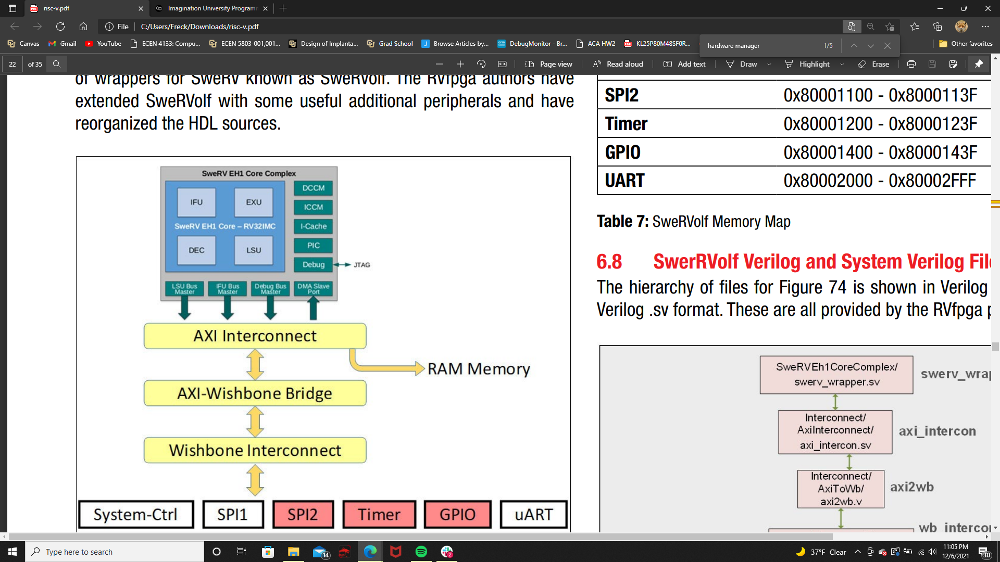 risc-v.pdf
Imagination University Programm
File
C:/Users/Freck/Downloads/risc-v.pdf
Canvas
Gmail
YouTube
ECEN 4133: Compu...
ECEN 5803-001,001...
Design of Implanta...
Grad School
Browse Articles by...
DebugMonitor - Br...
ACA HW2
KL25P80M48SF0R...
hardware manager
1/5
Other favorites
22
of 35
Page view
Read aloud
Add text
Draw
Highlight
Erase
of wrappers for SweRV known as SweRVolf. The RVfpga authors have
extended SweRVolf with some useful additional peripherals and have
reorganized the HDL sources.
SweRV EH1 Core Complex
IFU
EXU
SweRV EH1 Core – RV32IMC
DEC
LSU
DCCM
ICCM
I-Cache
PIC
Debug
JTAG
LSU Bus
Master
IFU Bus
Master
Debug Bus
Master
DMA Slave
Port
AXI Interconnect
RAM Memory
AXI-Wishbone Bridge
Wishbone Interconnect
System-Ctrl
SPI1
SPI2
Timer
GPIO
uART
SPI2 0x80001100 - 0x8000113F
Timer 0x80001200 - 0x8000123F
GPIO 0x80001400 - 0x8000143F
UART 0x80002000 - 0x80002FFF
Table 7: SweRVolf Memory Map
6.8 SwerRVolf Verilog and System Verilog File
The hierarchy of files for Figure 74 is shown in Verilog
Verilog .sv format. These are all provided by the RVfpga p
SweRVEh1CoreComplex/
swerv_wrapper.sv
swerv_wrap
Interconnect/
AxiInterconnect/
axi_intercon.sv
axi_intercon
Interconnect/
AxiToWb/
axi2wb.v
axi2wb
wb_intercon
Type here to search
14
2
37°F Clear
11:05 PM
12/6/2021
30